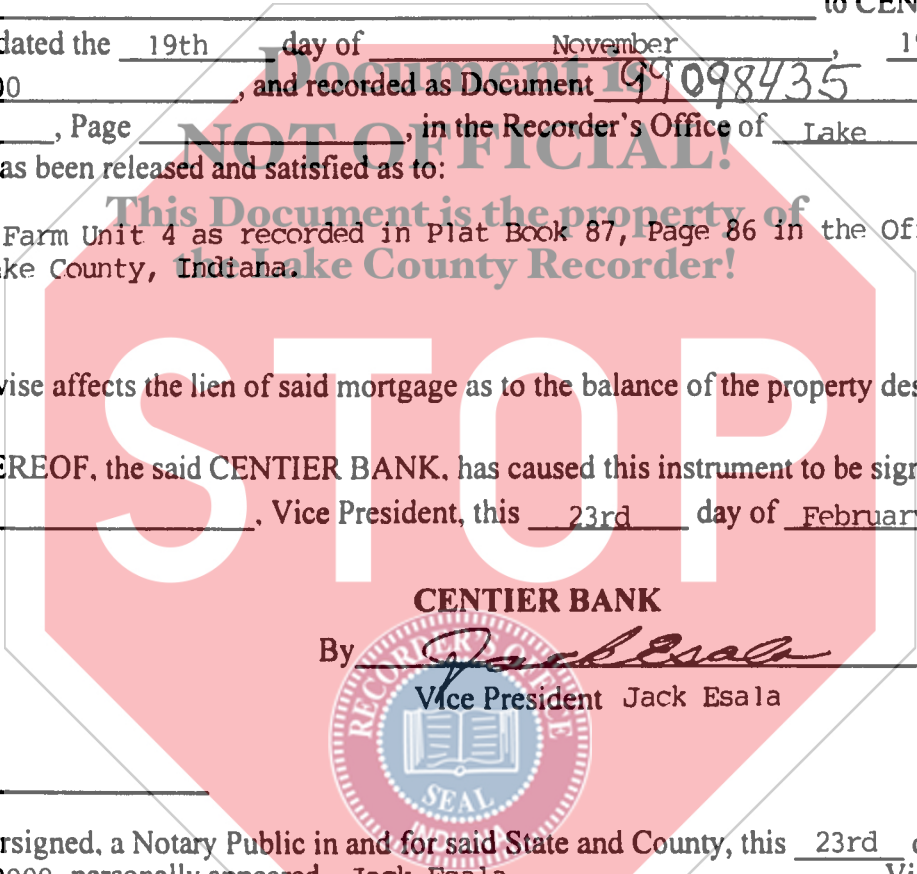 to CEN
dated the 19th day of November , 19
00 , and recorded as Document 99098435
, Page , in the Recorder's Office of Lake
as been released and satisfied as to:
Farm Unit 4 as recorded in Plat Book 87, Page 86 in the Of
ke County, Indiana.
Document is
NOT OFFICIAL!
This Document is the property of
the Lake County Recorder!
STOP
vise affects the lien of said mortgage as to the balance of the property des
EREOF, the said CENTIER BANK, has caused this instrument to be sign
, Vice President, this 23rd day of Februar
CENTIER BANK
By Jack Esala
Vice President Jack Esala
RECORDER'S OFFICE
SEAL
INDIANA
rsigned, a Notary Public in and for said State and County, this 23rd
personally appeared Jack Esala Vi